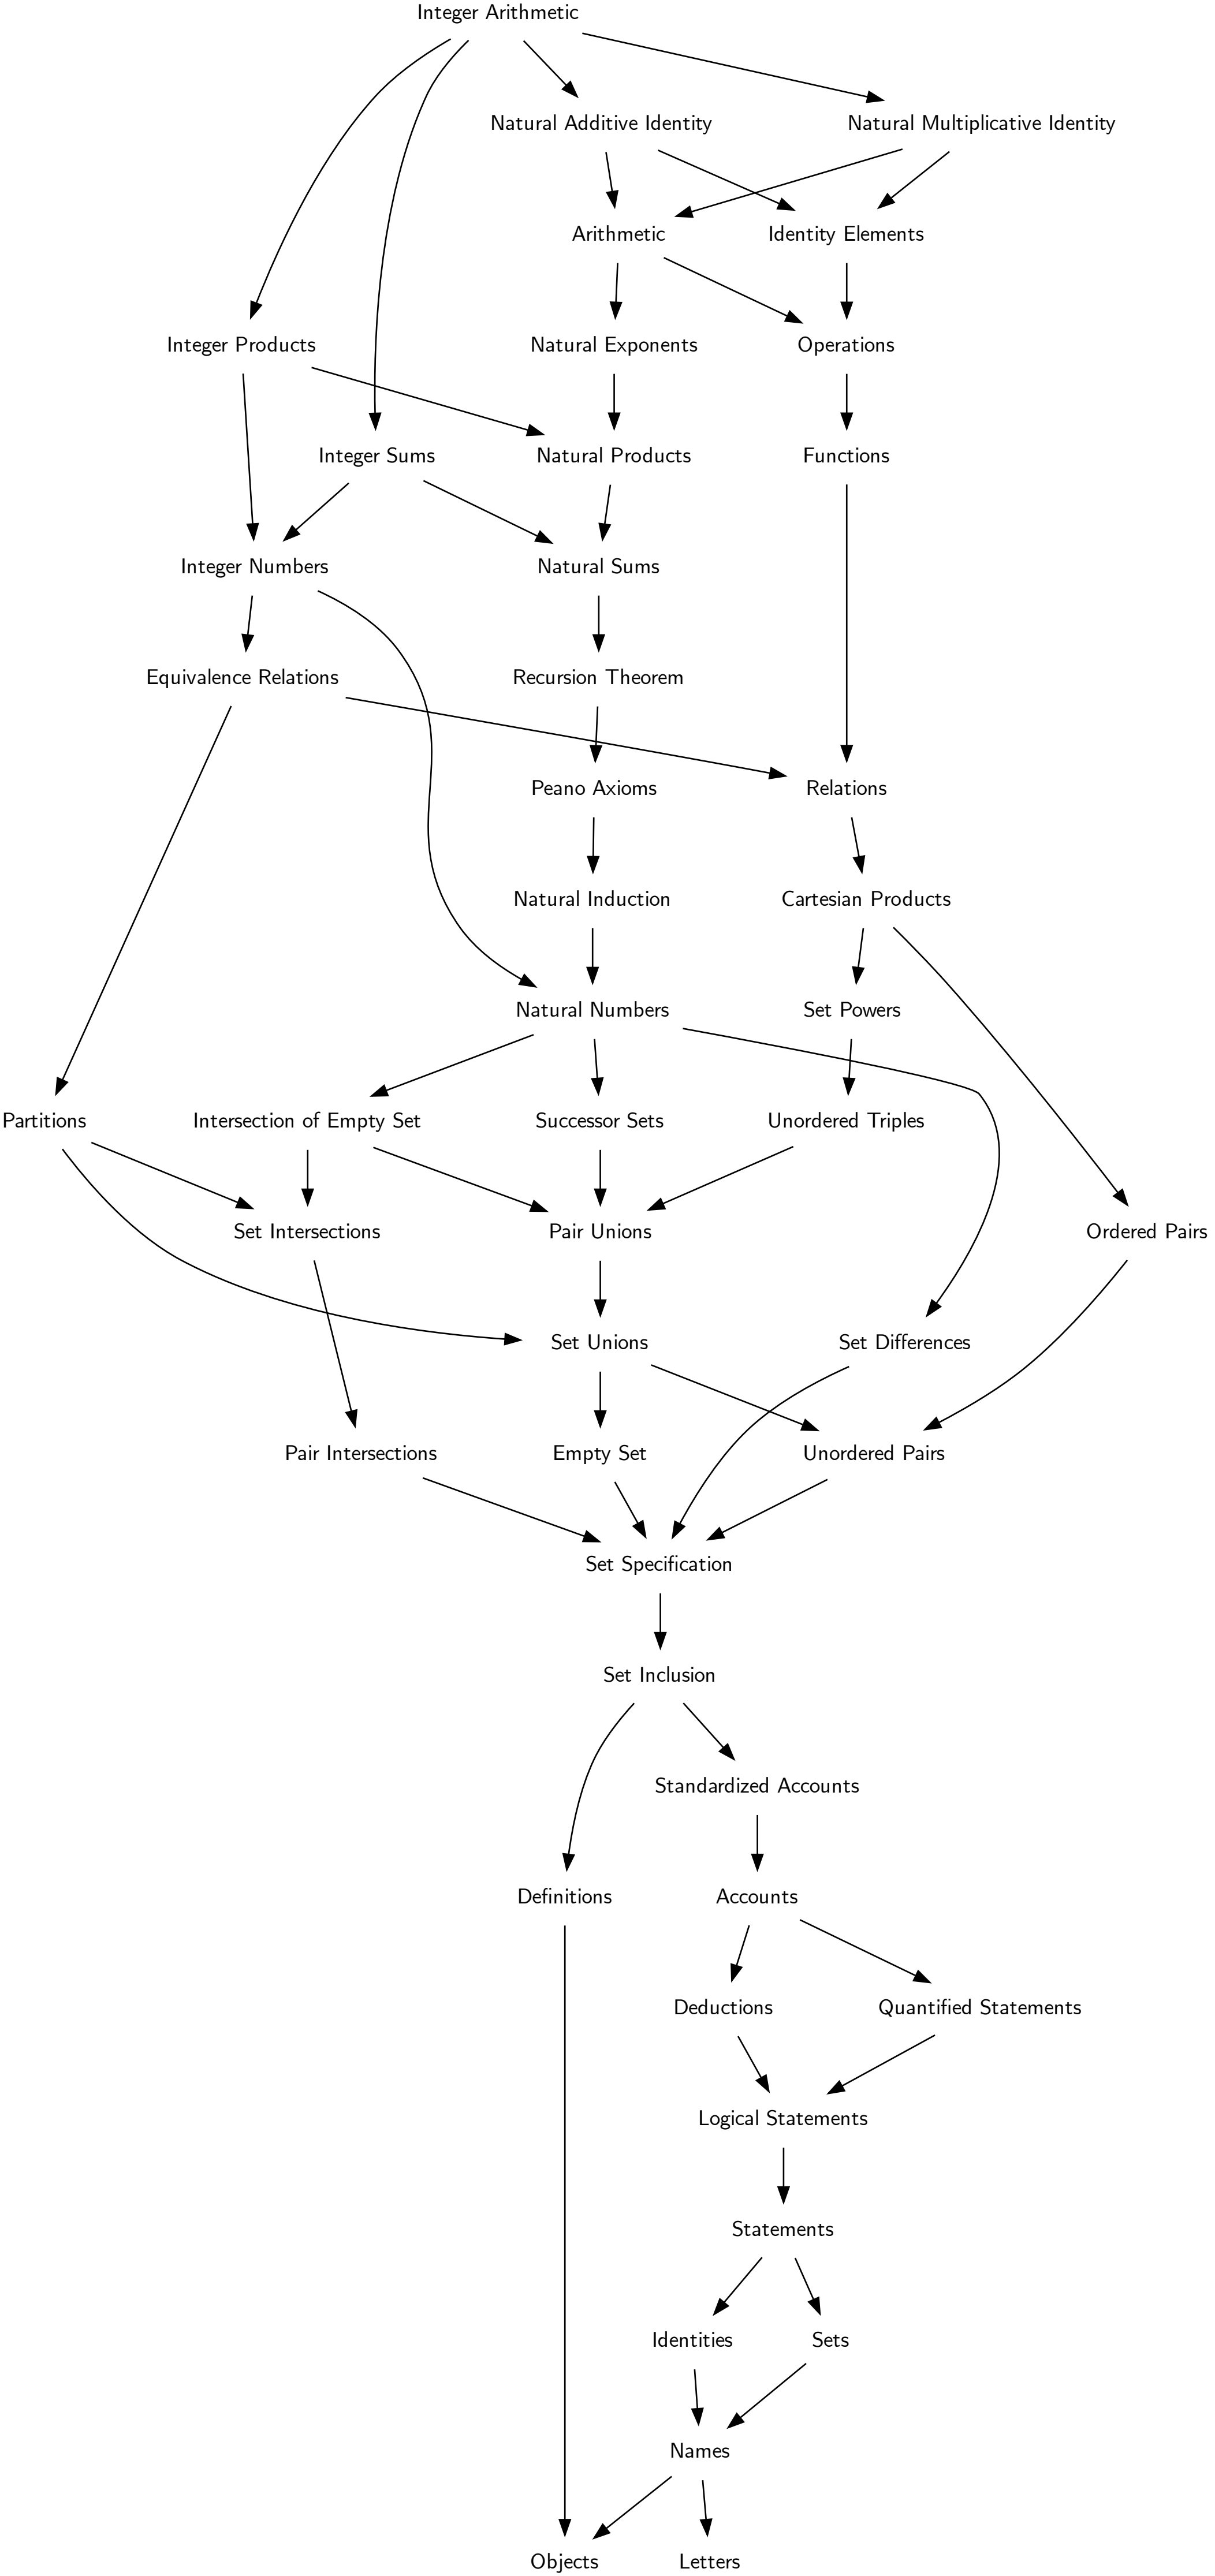 Integer Arithmetic
Natural Additive Identity
Natural Multiplicative Identity
Arithmetic
Identity Elements
Integer Products
Natural Exponents
Operations
Integer Sums
Natural Products
Functions
Integer Numbers
Natural Sums
Equivalence Relations
Recursion Theorem
Peano Axioms
Relations
Natural Induction
Cartesian Products
Natural Numbers
Set Powers
Partitions
Intersection of Empty Set
Successor Sets
Unordered Triples
Set Intersections
Pair Unions
Ordered Pairs
Set Unions
Set Differences
Pair Intersections
Empty Set
Unordered Pairs
Set Specification
Set Inclusion
Standardized Accounts
Definitions
Accounts
Deductions
Quantified Statements
Logical Statements
Statements
Identities
Sets
Names
Objects
Letters